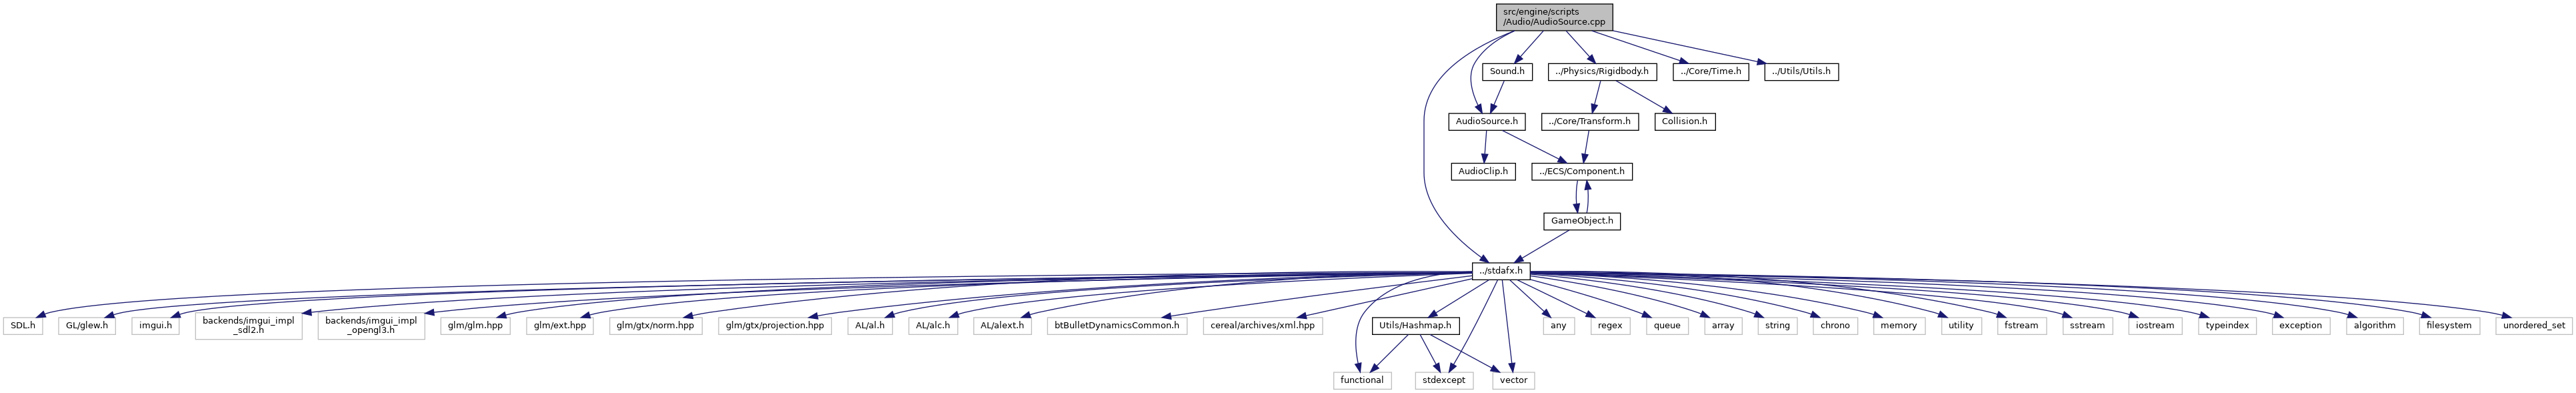 src/engine/scripts
/Audio/AudioSource.cpp
Sound.h
../Physics/Rigidbody.h
../Core/Time.h
../Utils/Utils.h
AudioSource.h
../Core/Transform.h
Collision.h
AudioClip.h
../ECS/Component.h
GameObject.h
../stdafx.h
SDL.h
GL/glew.h
imgui.h
backends/imgui_impl
_sdl2.h
backends/imgui_impl
_opengl3.h
glm/glm.hpp
glm/ext.hpp
glm/gtx/norm.hpp
glm/gtx/projection.hpp
AL/al.h
AL/alc.h
AL/alext.h
btBulletDynamicsCommon.h
cereal/archives/xml.hpp
Utils/Hashmap.h
any
regex
queue
array
string
chrono
memory
utility
fstream
sstream
iostream
typeindex
exception
algorithm
filesystem
unordered_set
functional
stdexcept
vector